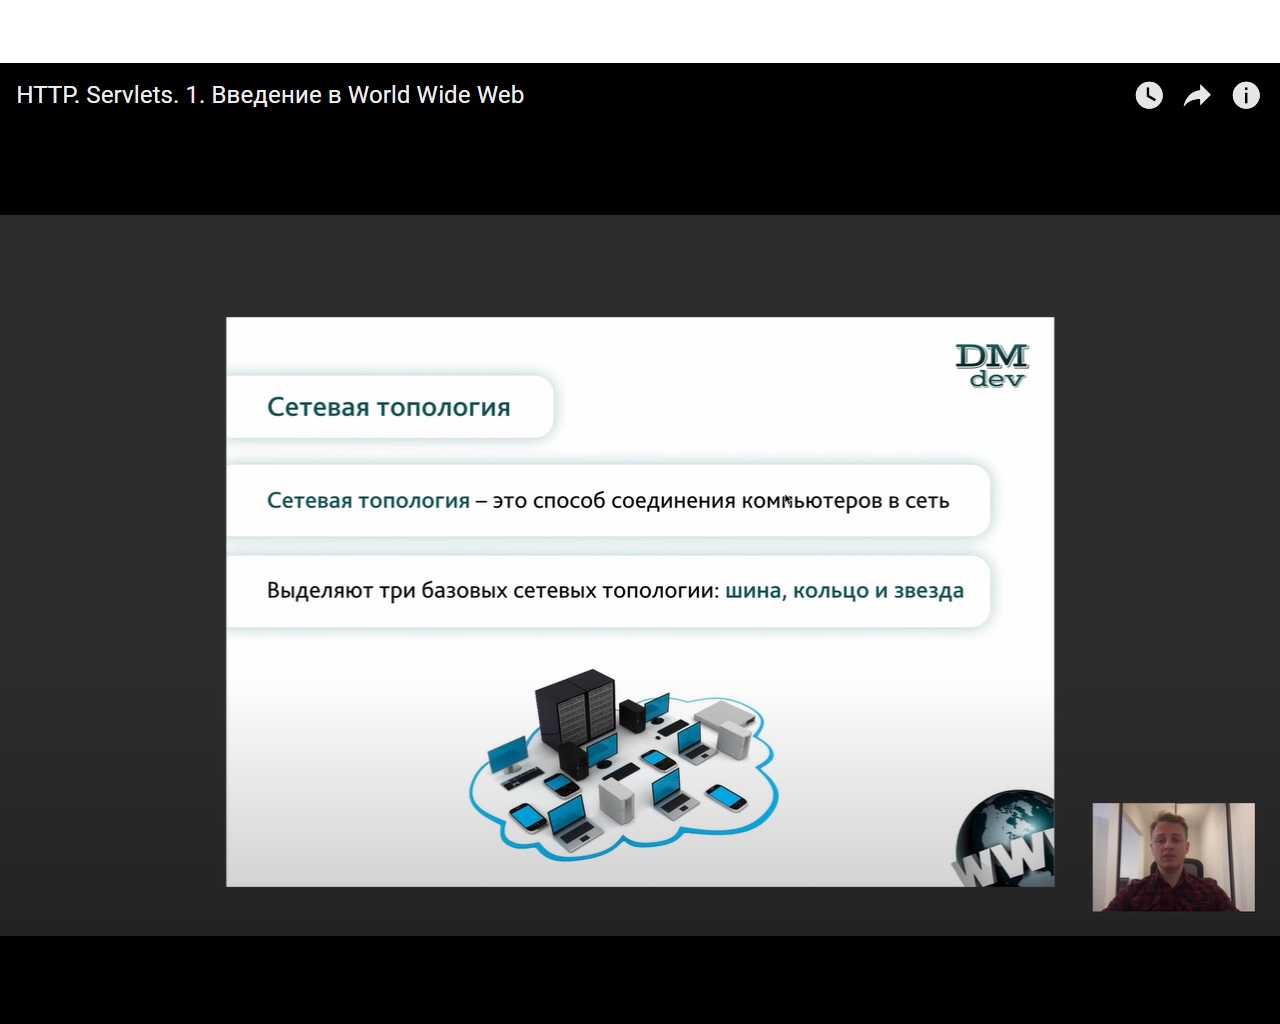 HTTP. Servlets. 1. Введение в World Wide Web
DM
dev
Сетевая топология
Сетевая топология – это способ соединения компьютеров в сеть
Выделяют три базовых сетевых топологии: шина, кольцо и звезда
WWW